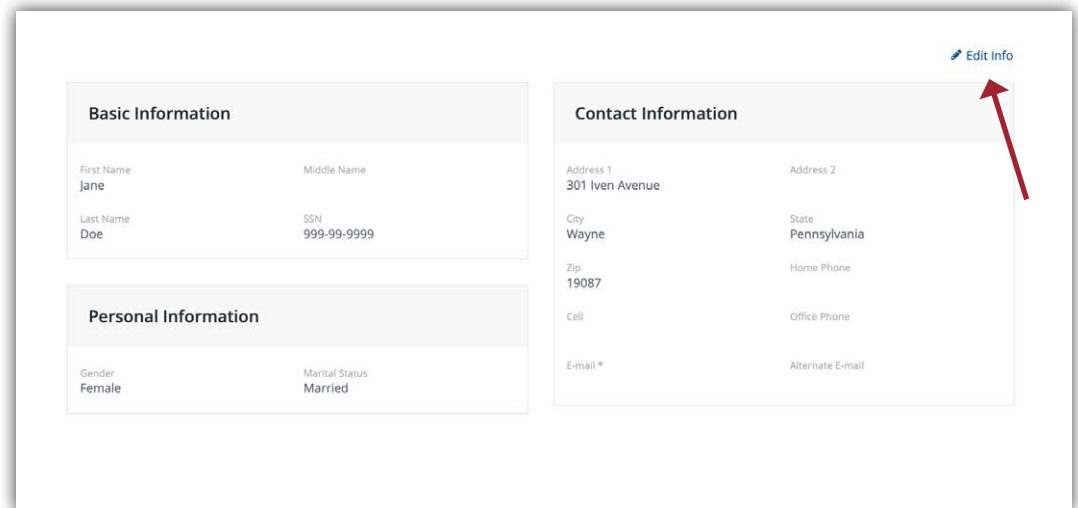 Edit Info
Basic Information
First Name Middle Name
Jane
Last Name SSN
Doe 999-99-9999
Personal Information
Gender Marital Status
Female Married
Contact Information
Address 1 Address 2
301 Iven Avenue
City State
Wayne Pennsylvania
Zip Home Phone
19087
Cell Office Phone
E-mail * Alternate E-mail